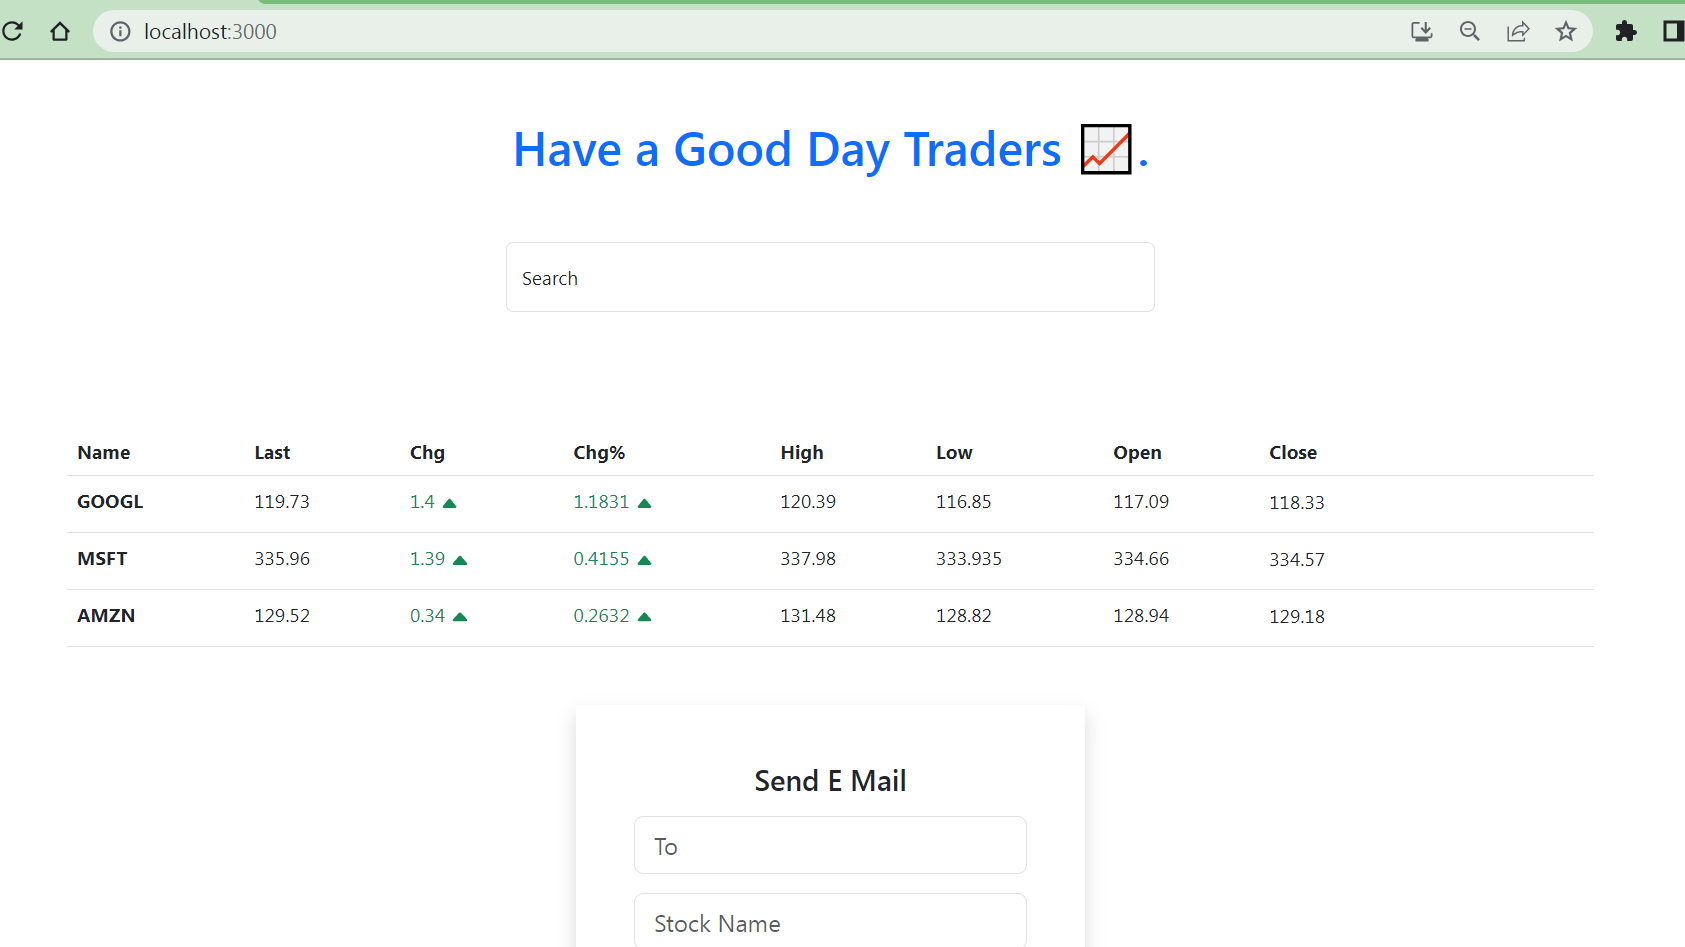 localhost:3000
Have a Good Day Traders 📈.
Search
Name Last Chg Chg% High Low Open Close
GOOGL 119.73 1.4 ▲ 1.1831 ▲ 120.39 116.85 117.09 118.33
MSFT 335.96 1.39 ▲ 0.4155 ▲ 337.98 333.935 334.66 334.57
AMZN 129.52 0.34 ▲ 0.2632 ▲ 131.48 128.82 128.94 129.18
Send E Mail
To
Stock Name